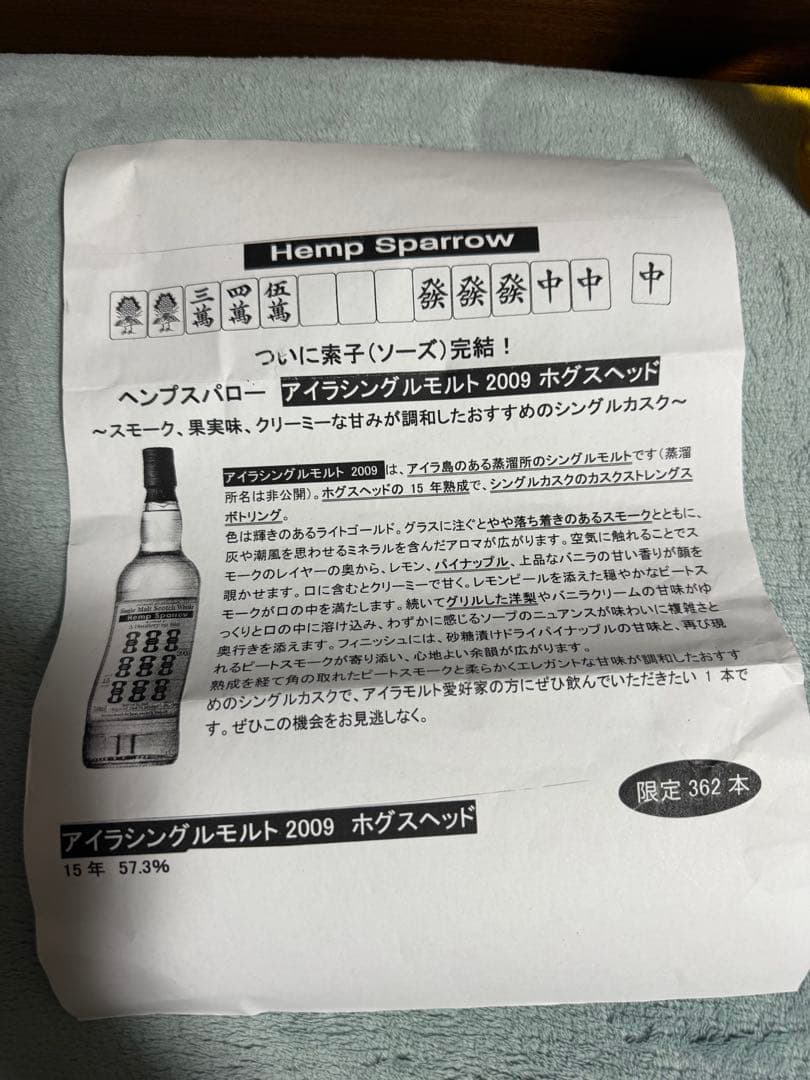 Hemp Sparrow
三萬 四萬 伍萬 發 發 發 中 中 中
ついに索子(ソーズ)完結！
ヘンプスパロー アイラシングルモルト 2009 ホグスヘッド
～スモーク、果実味、クリーミーな甘みが調和したおすすめのシングルカスク～
アイラシングルモルト 2009 は、アイラ島のある蒸溜所のシングルモルトです(蒸溜
所名は非公開)。ホグスヘッドの 15 年熟成で、シングルカスクのカスクストレングス
ボトリング。
色は輝きのあるライトゴールド。グラスに注ぐとやや落ち着きのあるスモークとともに、
灰や潮風を思わせるミネラルを含んだアロマが広がります。空気に触れることでス
モークのレイヤーの奥から、レモン、パイナップル、上品なバニラの甘い香りが顔を
覗かせます。口に含むとクリーミーで甘く。レモンピールを添えた穏やかなピートス
モークが口の中を満たします。続いてグリルした洋梨やバニラクリームの甘味がゆ
っくりと口の中に溶け込み、わずかに感じるソープのニュアンスが味わいに複雑さと
奥行きを添えます。フィニッシュには、砂糖漬けドライパイナップルの甘味と、再び現
れるピートスモークが寄り添い、心地よい余韻が広がります。
熟成を経て角の取れたピートスモークと柔らかくエレガントな甘味が調和したおすす
めのシングルカスクで、アイラモルト愛好家の方にぜひ飲んでいただきたい 1 本で
す。ぜひこの機会をお見逃しなく。
Single Malt Scotch Whisky
Hemp Sparrow
限定 362 本
アイラシングルモルト 2009 ホグスヘッド
15 年 57.3%